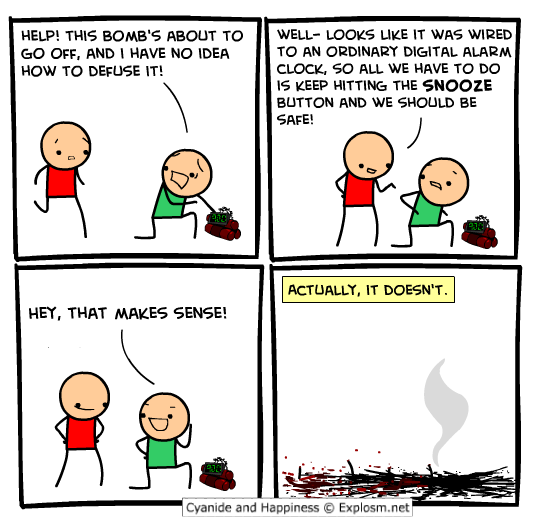 HELP! THIS BOMB'S ABOUT TO
GO OFF, AND I HAVE NO IDEA
HOW TO DEFUSE IT!
WELL- LOOKS LIKE IT WAS WIRED
TO AN ORDINARY DIGITAL ALARM
CLOCK, SO ALL WE HAVE TO DO
IS KEEP HITTING THE SNOOZE
BUTTON AND WE SHOULD BE
SAFE!
HEY, THAT MAKES SENSE!
ACTUALLY, IT DOESN'T.
Cyanide and Happiness © Explosm.net